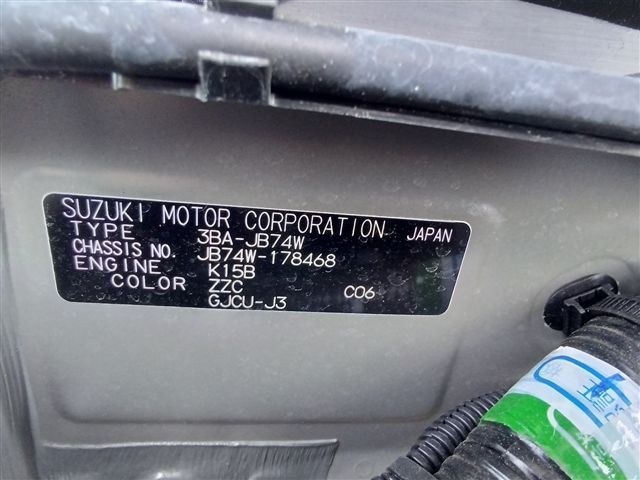 SUZUKI MOTOR CORPORATION JAPAN
TYPE 3BA-JB74W
CHASSIS NO. JB74W-178468
ENGINE K15B
COLOR ZZC C06
GJCU-J3